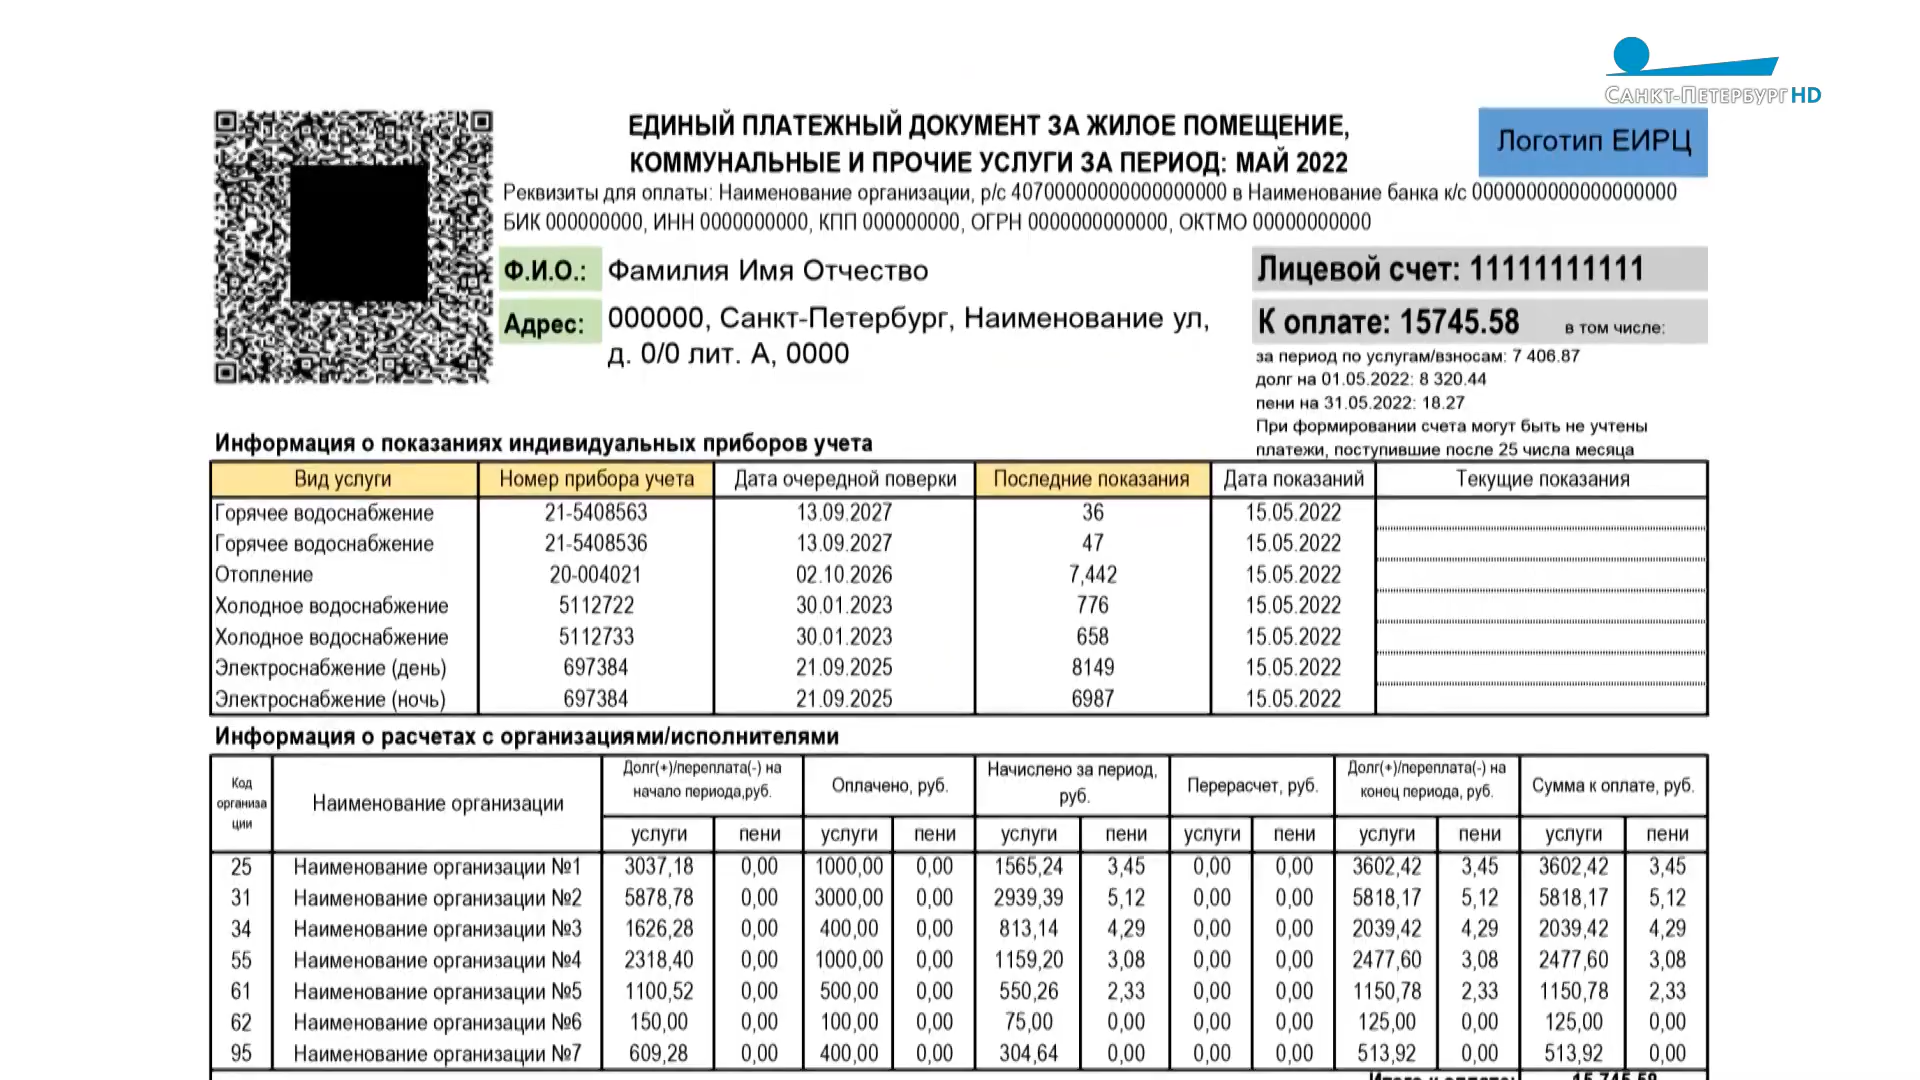 САНКТ-ПЕТЕРБУРГ HD
ЕДИНЫЙ ПЛАТЕЖНЫЙ ДОКУМЕНТ ЗА ЖИЛОЕ ПОМЕЩЕНИЕ,
КОММУНАЛЬНЫЕ И ПРОЧИЕ УСЛУГИ ЗА ПЕРИОД: МАЙ 2022
Логотип ЕИРЦ
Реквизиты для оплаты: Наименование организации, р/с 40700000000000000000 в Наименование банка к/с 0000000000000000000
БИК 000000000, ИНН 0000000000, КПП 000000000, ОГРН 0000000000000, ОКТМО 00000000000
Ф.И.О.: Фамилия Имя Отчество
Адрес: 000000, Санкт-Петербург, Наименование ул,
д. 0/0 лит. А, 0000
Лицевой счет: 11111111111
К оплате: 15745.58 в том числе:
за период по услугам/взносам: 7 406.87
долг на 01.05.2022: 8 320.44
пени на 31.05.2022: 18.27
При формировании счета могут быть не учтены
платежи, поступившие после 25 числа месяца
Информация о показаниях индивидуальных приборов учета
Вид услуги Номер прибора учета Дата очередной поверки Последние показания Дата показаний Текущие показания
Горячее водоснабжение 21-5408563 13.09.2027 36 15.05.2022
Горячее водоснабжение 21-5408536 13.09.2027 47 15.05.2022
Отопление 20-004021 02.10.2026 7,442 15.05.2022
Холодное водоснабжение 5112722 30.01.2023 776 15.05.2022
Холодное водоснабжение 5112733 30.01.2023 658 15.05.2022
Электроснабжение (день) 697384 21.09.2025 8149 15.05.2022
Электроснабжение (ночь) 697384 21.09.2025 6987 15.05.2022
Информация о расчетах с организациями/исполнителями
Код
организа
ции
Наименование организации
Долг(+)/переплата(-) на
начало периода,руб.
Оплачено, руб.
Начислено за период,
руб.
Перерасчет, руб.
Долг(+)/переплата(-) на
конец периода, руб.
Сумма к оплате, руб.
услуги пени услуги пени услуги пени услуги пени услуги пени услуги пени
25 Наименование организации №1 3037,18 0,00 1000,00 0,00 1565,24 3,45 0,00 0,00 3602,42 3,45 3602,42 3,45
31 Наименование организации №2 5878,78 0,00 3000,00 0,00 2939,39 5,12 0,00 0,00 5818,17 5,12 5818,17 5,12
34 Наименование организации №3 1626,28 0,00 400,00 0,00 813,14 4,29 0,00 0,00 2039,42 4,29 2039,42 4,29
55 Наименование организации №4 2318,40 0,00 1000,00 0,00 1159,20 3,08 0,00 0,00 2477,60 3,08 2477,60 3,08
61 Наименование организации №5 1100,52 0,00 500,00 0,00 550,26 2,33 0,00 0,00 1150,78 2,33 1150,78 2,33
62 Наименование организации №6 150,00 0,00 100,00 0,00 75,00 0,00 0,00 0,00 125,00 0,00 125,00 0,00
95 Наименование организации №7 609,28 0,00 400,00 0,00 304,64 0,00 0,00 0,00 513,92 0,00 513,92 0,00